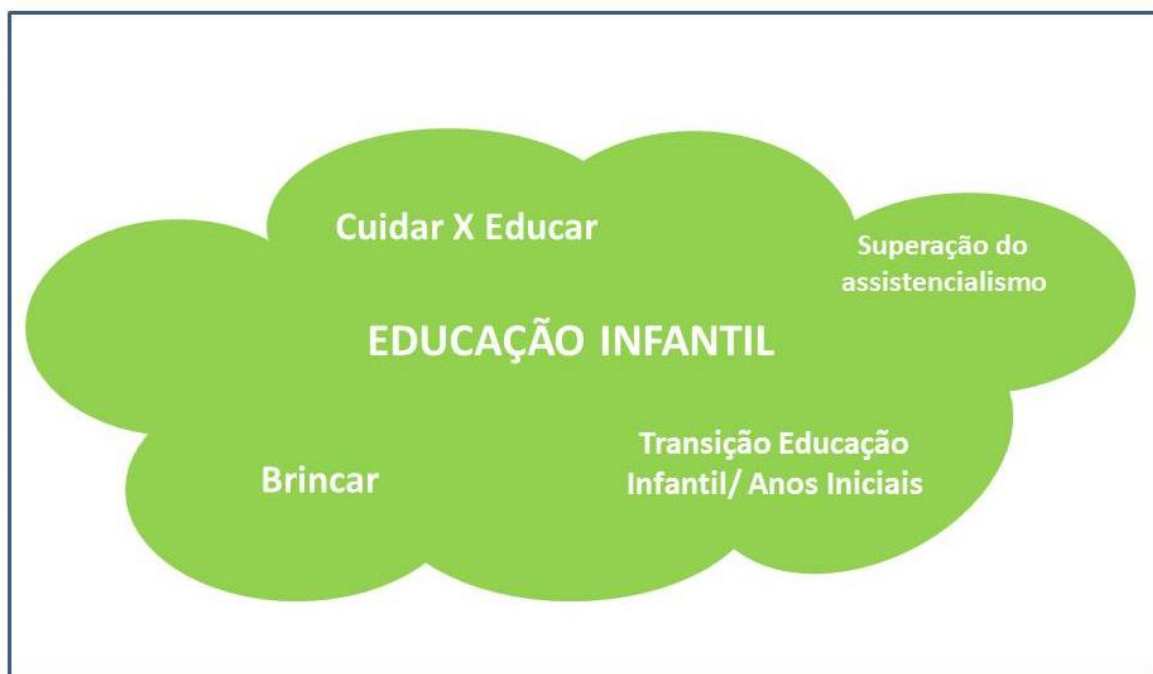 Cuidar X Educar
Superação do
assistencialismo
EDUCAÇÃO INFANTIL
Transição Educação
Infantil/ Anos Iniciais
Brincar